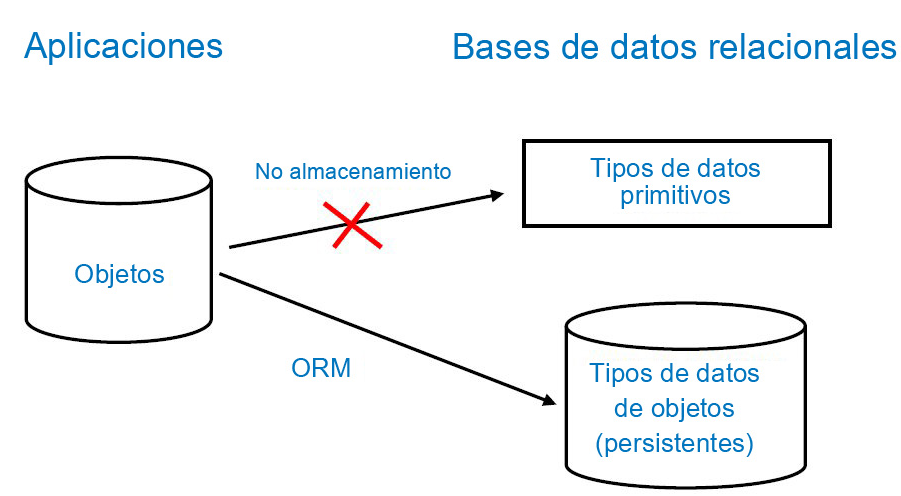 Aplicaciones
Bases de datos relacionales
No almacenamiento
Tipos de datos
primitivos
Objetos
ORM
Tipos de datos
de objetos
(persistentes)